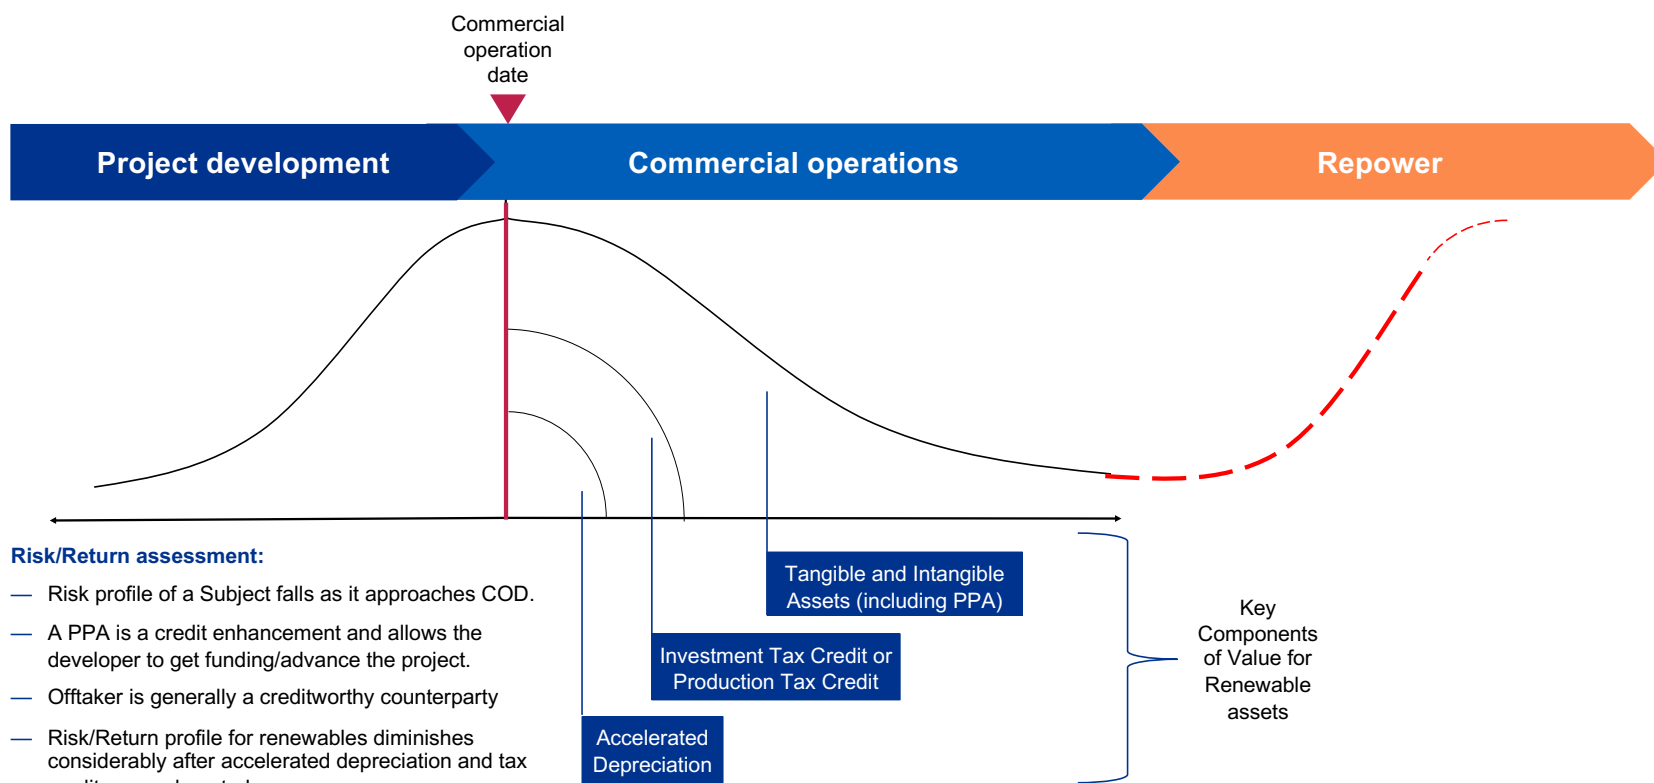 Commercial
operation
date
Project development
Commercial operations
Repower
Risk/Return assessment:
— Risk profile of a Subject falls as it approaches COD.
— A PPA is a credit enhancement and allows the
developer to get funding/advance the project.
— Offtaker is generally a creditworthy counterparty
— Risk/Return profile for renewables diminishes
considerably after accelerated depreciation and tax
Tangible and Intangible
Assets (including PPA)
Investment Tax Credit or
Production Tax Credit
Accelerated
Depreciation
Key
Components
of Value for
Renewable
assets